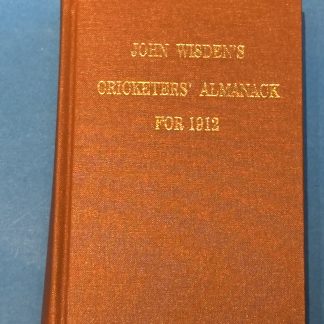 JOHN WISDEN'S
CRICKETERS' ALMANACK
FOR 1912